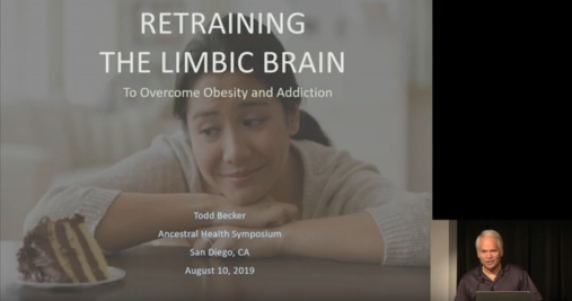 RETRAINING
THE LIMBIC BRAIN
To Overcome Obesity and Addiction
Todd Becker
Ancestral Health Symposium
San Diego, CA
August 10, 2019